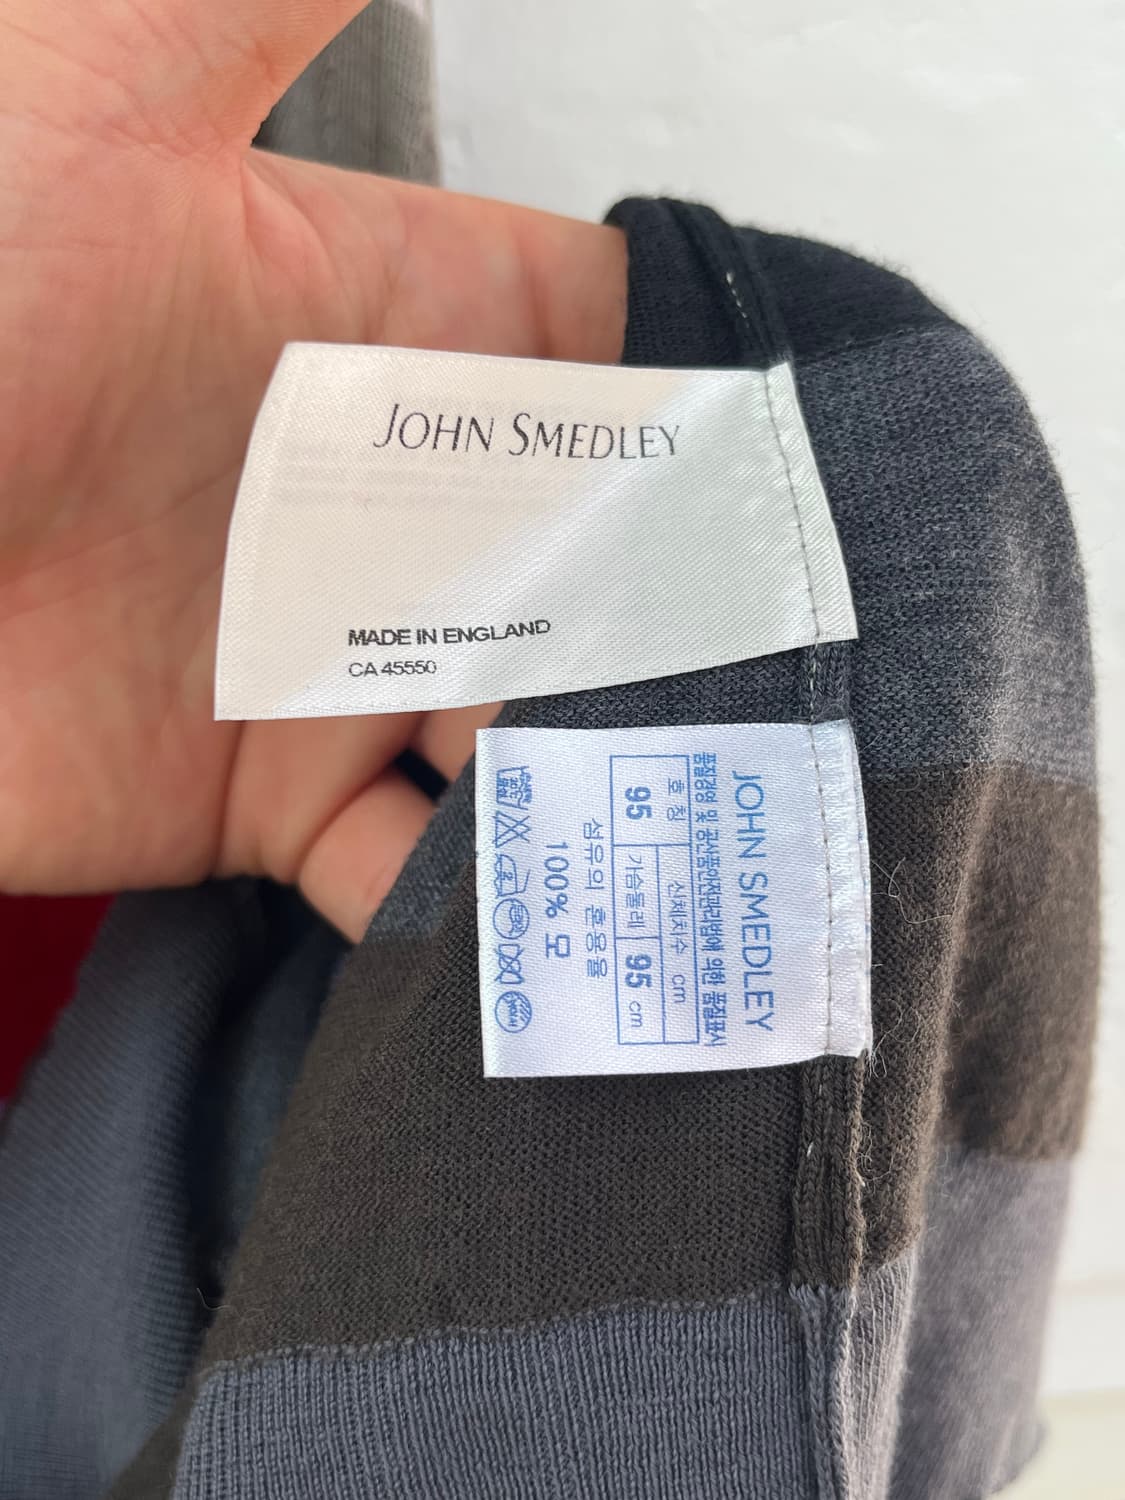 JOHN SMEDLEY
MADE IN ENGLAND
CA 45550
JOHN SMEDLEY
품질경영 및 공산품안전관리법에 의한 품질표시
호 칭
신체치수 cm
95
가슴둘레
95 cm
섬유의 혼용율
100% 모